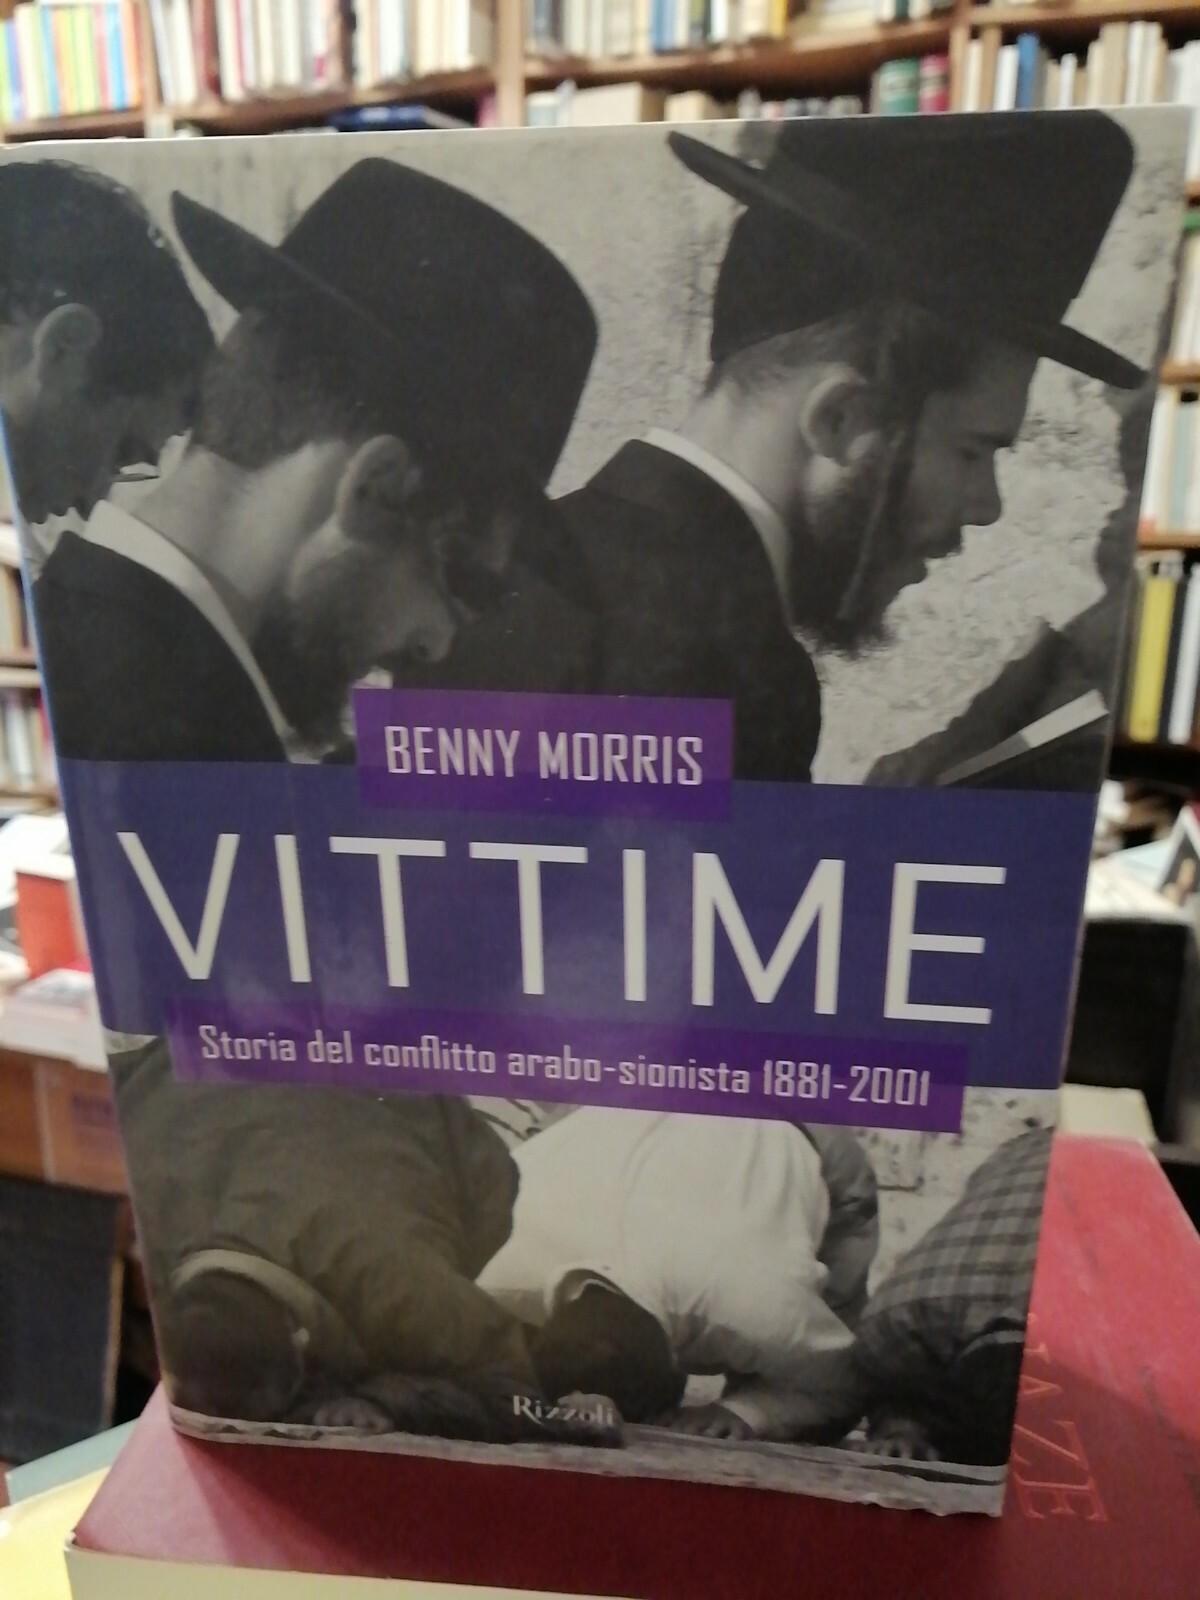 BENNY MORRIS
VITTIME
Storia del conflitto arabo-sionista 1881-2001
Rizzoli